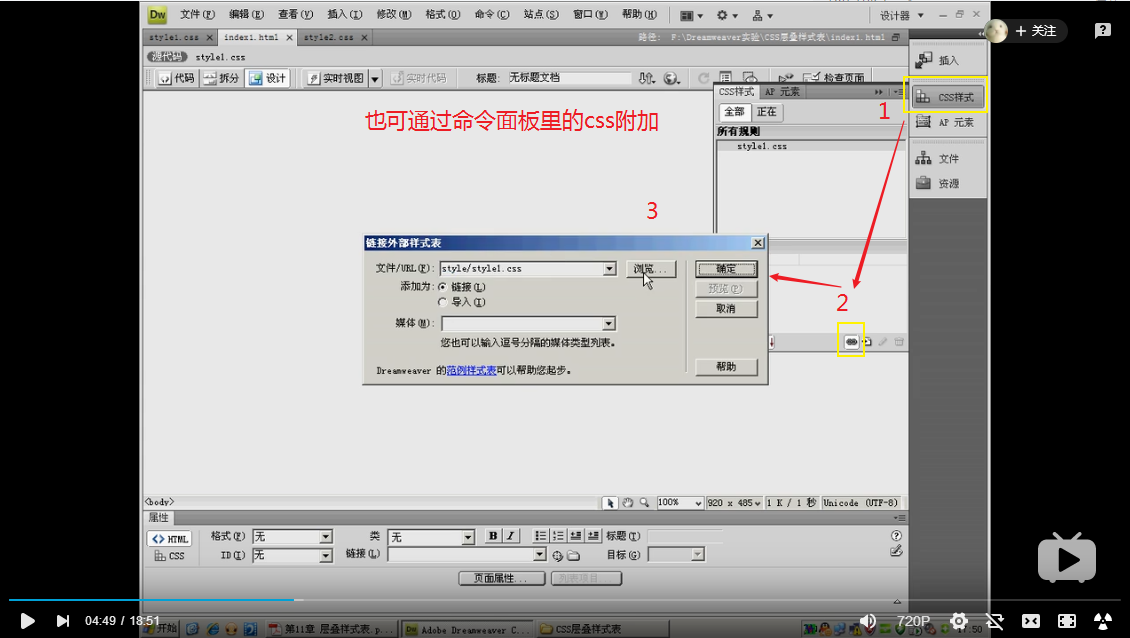 Dw 文件(F) 编辑(E) 查看(V) 插入(I) 修改(M) 格式(O) 命令(C) 站点(S) 窗口(W) 帮助(H) 设计器
+ 关注
style1.css index1.html style2.css 路径: F:\Dreamweaver实验\CSS层叠样式表\index1.html
源代码 style1.css
代码 拆分 设计 实时视图 实时代码 标题: 无标题文档 检查页面
插入
CSS样式
AP 元素
文件
资源
CSS样式 AP 元素
全部 正在
所有规则
style1.css
也可通过命令面板里的css附加
1
2
3
链接外部样式表
文件/URL(F): style/style1.css 浏览... 确定
添加为: 链接(L) 预览(P)
导入(I) 取消
媒体(M):
您也可以输入逗号分隔的媒体类型列表。
Dreamweaver 的范例样式表可以帮助您起步。 帮助
<body> 100% 920 x 485 1 K / 1 秒 Unicode (UTF-8)
属性
HTML 格式(F) 无 类 无 B I 标题(T)
CSS ID(I) 无 链接(L) 目标(G)
页面属性... 列表项目...
04:49 / 18:51 720P
开始 第11章 层叠样式表.p... Adobe Dreamweaver C... CSS层叠样式表